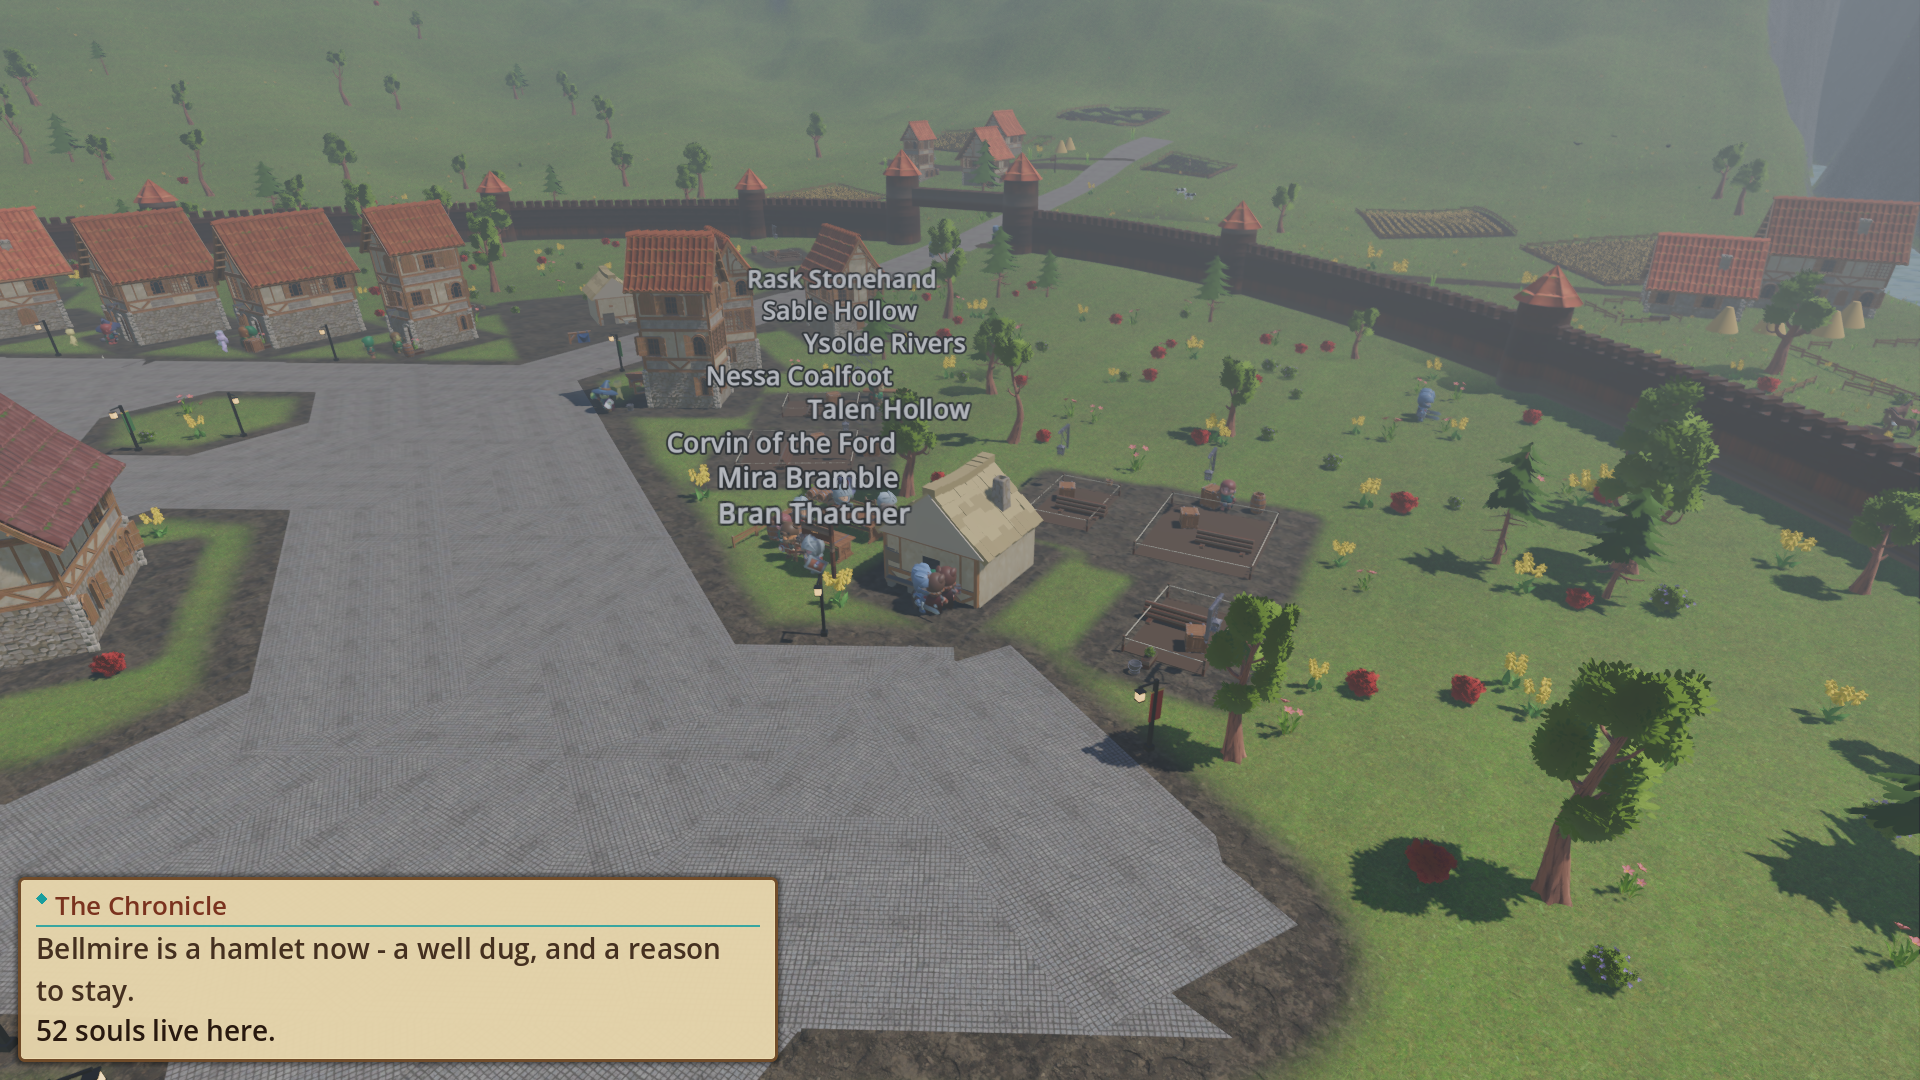 Rask Stonehand
Sable Hollow
Ysolde Rivers
Nessa Coalfoot
Talen Hollow
Corvin of the Ford
Mira Bramble
Bran Thatcher
The Chronicle
Bellmire is a hamlet now - a well dug, and a reason
to stay.
52 souls live here.